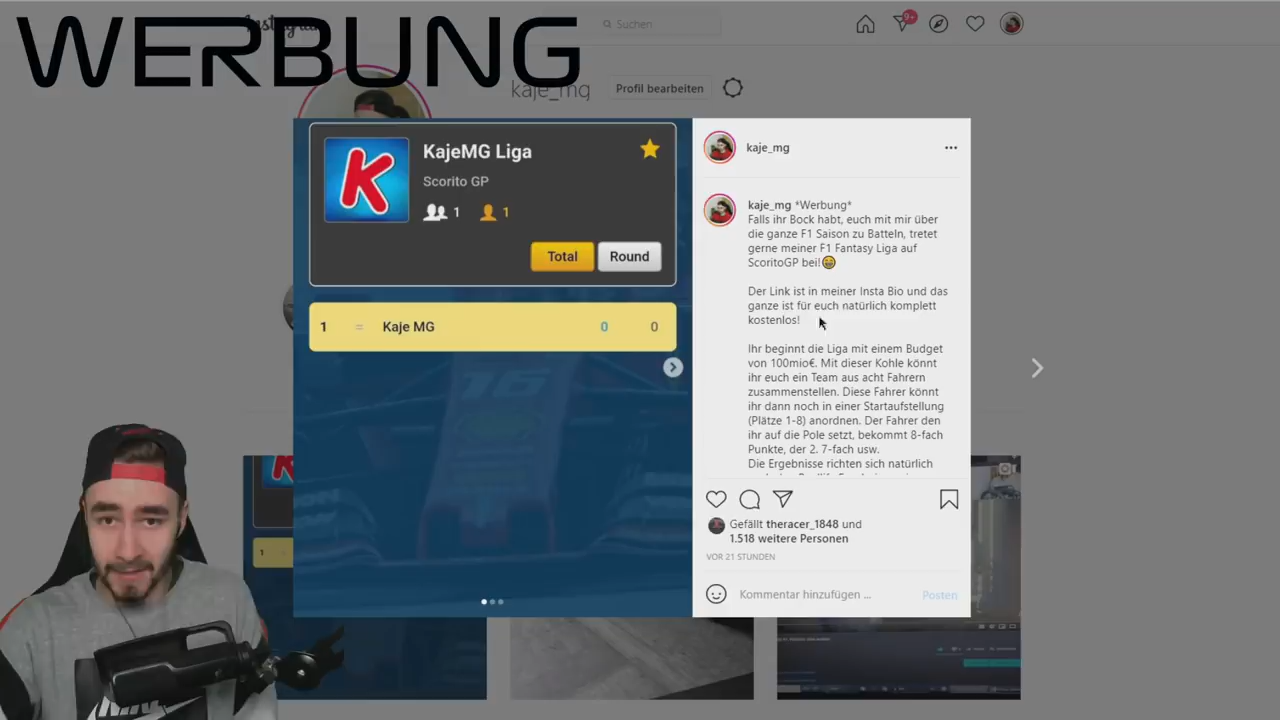 WERBUNG
Suchen
9+
kaje_mg
Profil bearbeiten
K
KajeMG Liga
Scorito GP
1
1
Total
Round
1 = Kaje MG 0 0
16
kaje_mg
kaje_mg *Werbung*
Falls ihr Bock habt, euch mit mir über
die ganze F1 Saison zu Batteln, tretet
gerne meiner F1 Fantasy Liga auf
ScoritoGP bei!😁
Der Link ist in meiner Insta Bio und das
ganze ist für euch natürlich komplett
kostenlos!
Ihr beginnt die Liga mit einem Budget
von 100mio€. Mit dieser Kohle könnt
ihr euch ein Team aus acht Fahrern
zusammenstellen. Diese Fahrer könnt
ihr dann noch in einer Startaufstellung
(Plätze 1-8) anordnen. Der Fahrer den
ihr auf die Pole setzt, bekommt 8-fach
Punkte, der 2. 7-fach usw.
Die Ergebnisse richten sich natürlich
Gefällt theracer_1848 und
1.518 weitere Personen
VOR 21 STUNDEN
Kommentar hinzufügen ...
Posten
1